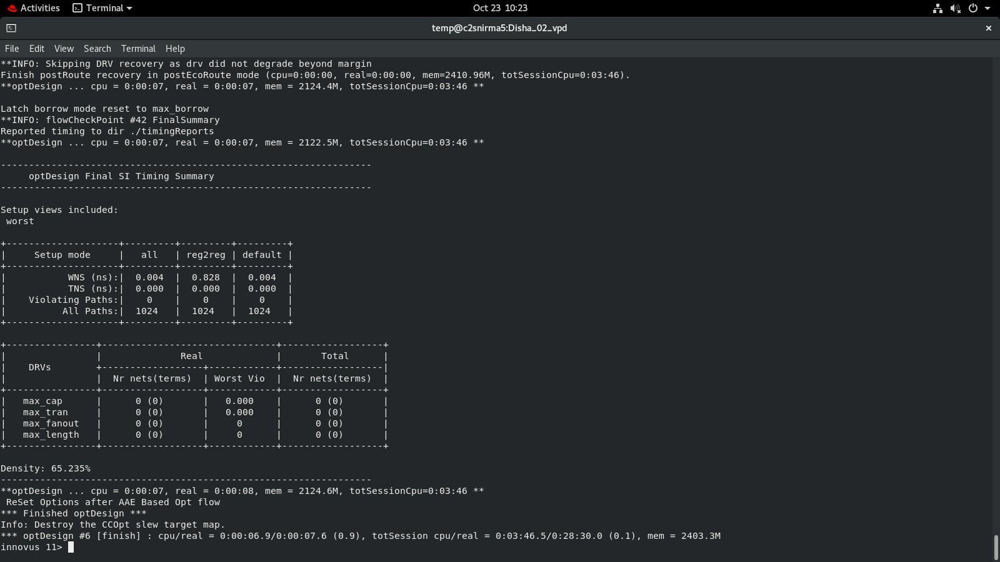 Activities Terminal Oct 23 10:23
temp@c2snirma5:Disha_02_vpd ×
File Edit View Search Terminal Help
**INFO: Skipping DRV recovery as drv did not degrade beyond margin
Finish postRoute recovery in postEcoRoute mode (cpu=0:00:00, real=0:00:00, mem=2410.96M, totSessionCpu=0:03:46).
**optDesign ... cpu = 0:00:07, real = 0:00:07, mem = 2124.4M, totSessionCpu=0:03:46 **

Latch borrow mode reset to max_borrow
**INFO: flowCheckPoint #42 FinalSummary
Reported timing to dir ./timingReports
**optDesign ... cpu = 0:00:07, real = 0:00:07, mem = 2122.5M, totSessionCpu=0:03:46 **

------------------------------------------------------------------
     optDesign Final SI Timing Summary
------------------------------------------------------------------

Setup views included:
 worst

+--------------------+---------+---------+---------+
|     Setup mode     |   all   | reg2reg | default |
+--------------------+---------+---------+---------+
|           WNS (ns):|  0.004  |  0.828  |  0.004  |
|           TNS (ns):|  0.000  |  0.000  |  0.000  |
|    Violating Paths:|    0    |    0    |    0    |
|          All Paths:|  1024   |  1024   |  1024   |
+--------------------+---------+---------+---------+

+----------------+-------------------------------+------------------+
|                |              Real             |       Total      |
|    DRVs        +------------------+------------+------------------|
|                |  Nr nets(terms)  | Worst Vio  |  Nr nets(terms)  |
+----------------+------------------+------------+------------------+
|   max_cap      |      0 (0)       |   0.000    |      0 (0)       |
|   max_tran     |      0 (0)       |   0.000    |      0 (0)       |
|   max_fanout   |      0 (0)       |     0      |      0 (0)       |
|   max_length   |      0 (0)       |     0      |      0 (0)       |
+----------------+------------------+------------+------------------+

Density: 65.235%
------------------------------------------------------------------
**optDesign ... cpu = 0:00:07, real = 0:00:08, mem = 2124.6M, totSessionCpu=0:03:46 **
 ReSet Options after AAE Based Opt flow
*** Finished optDesign ***
Info: Destroy the CCOpt slew target map.
*** optDesign #6 [finish] : cpu/real = 0:00:06.9/0:00:07.6 (0.9), totSession cpu/real = 0:03:46.5/0:28:30.0 (0.1), mem = 2403.3M
innovus 11>